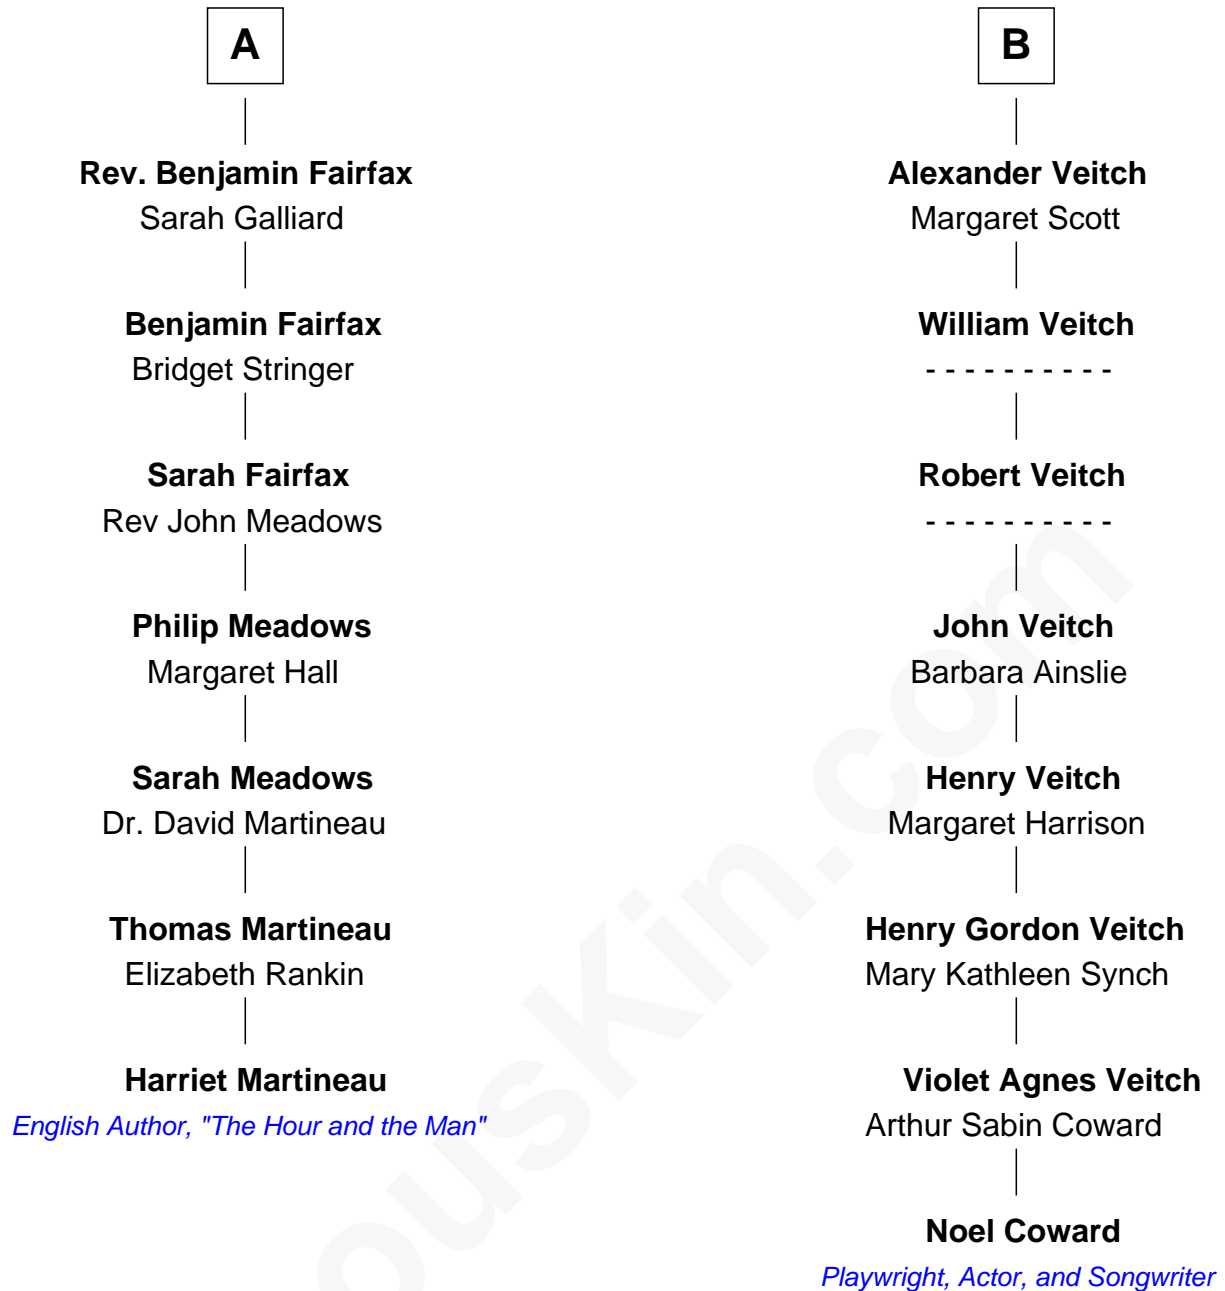 A
Rev. Benjamin Fairfax
Sarah Galliard
Benjamin Fairfax
Bridget Stringer
Sarah Fairfax
Rev John Meadows
Philip Meadows
Margaret Hall
Sarah Meadows
Dr. David Martineau
Thomas Martineau
Elizabeth Rankin
Harriet Martineau
English Author, "The Hour and the Man"
B
Alexander Veitch
Margaret Scott
William Veitch
- - - - - - - - - -
Robert Veitch
- - - - - - - - - -
John Veitch
Barbara Ainslie
Henry Veitch
Margaret Harrison
Henry Gordon Veitch
Mary Kathleen Synch
Violet Agnes Veitch
Arthur Sabin Coward
Noel Coward
Playwright, Actor, and Songwriter
ousKin.com